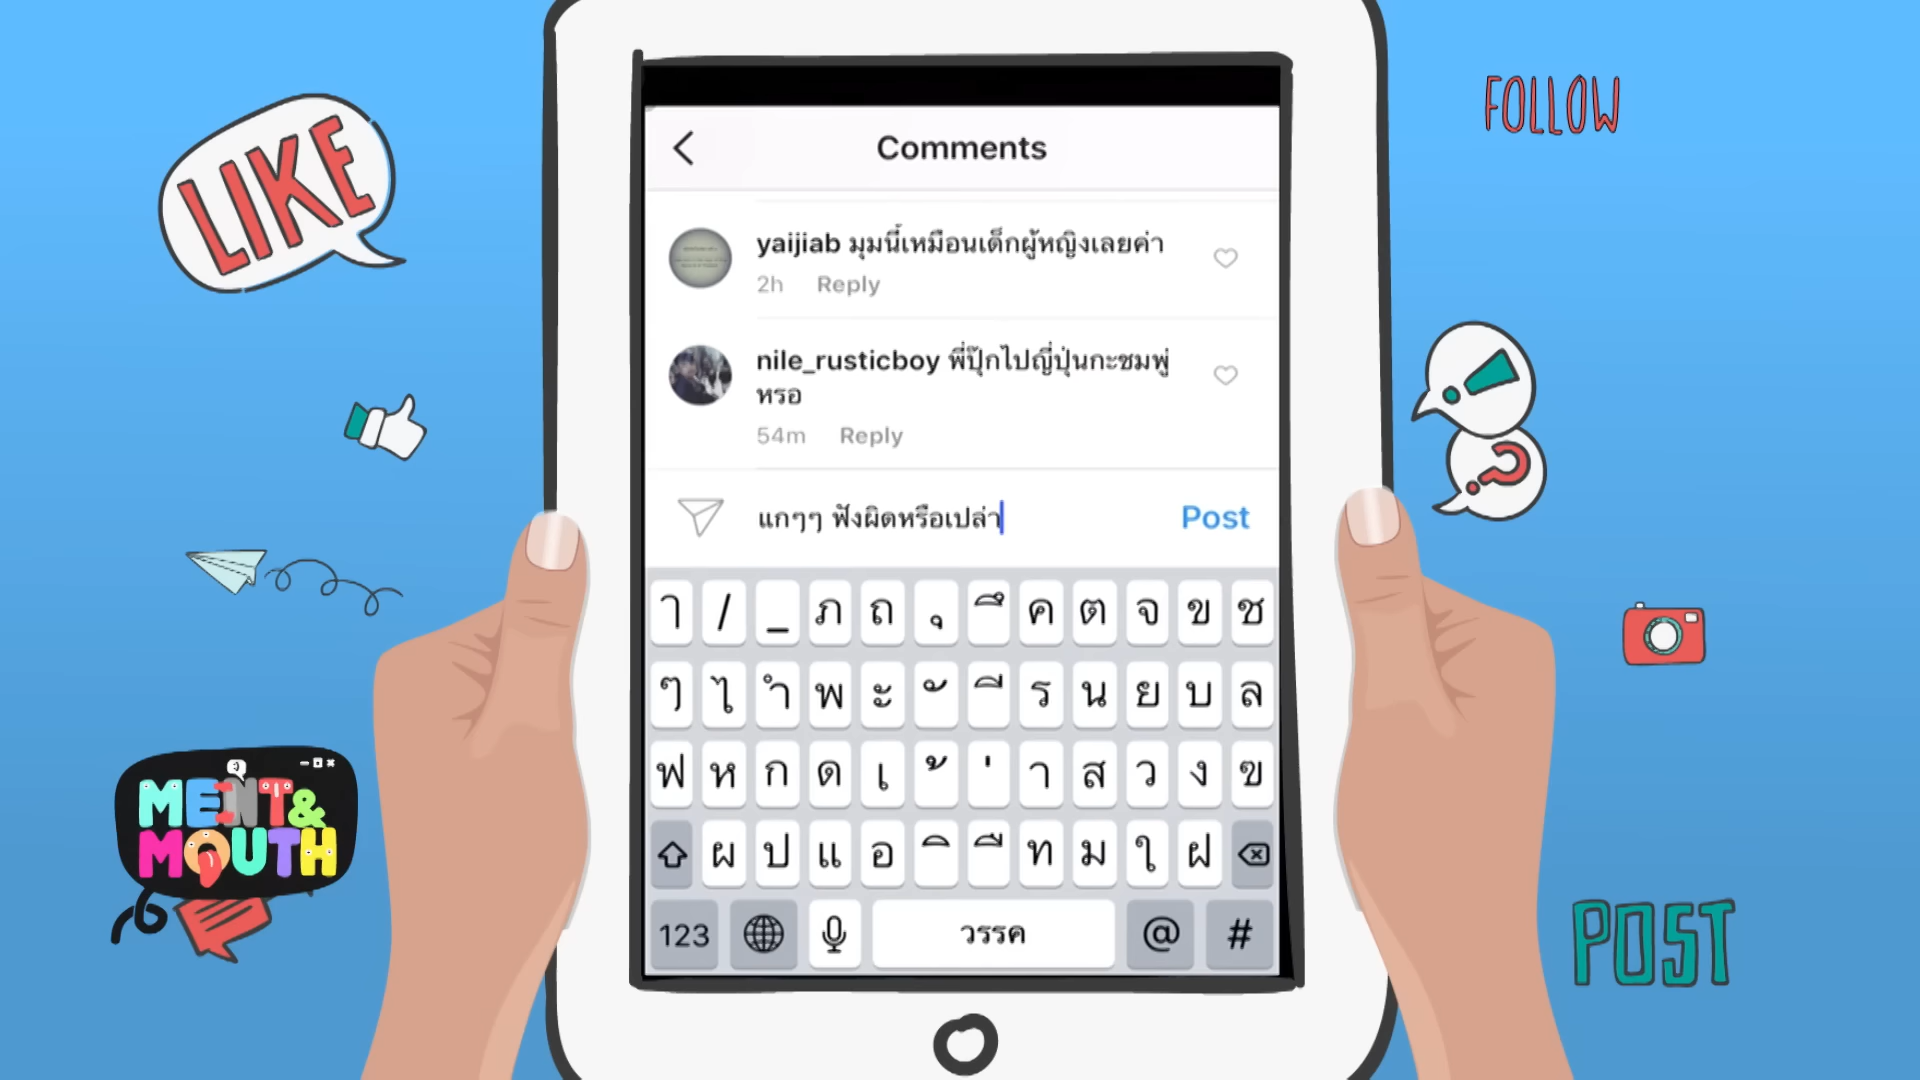 LIKE
FOLLOW
Comments
yaijiab มุมนี้เหมือนเด็กผู้หญิงเลยค่า
2h Reply
nile_rusticboy พี่ปุ๊กไปญี่ปุ่นกะชมพู่
หรอ
54m Reply
แกๆๆ ฟังผิดหรือเปล่า Post
ๅ / _ ภ ถ ุ ึ ค ต จ ข ช
ๆ ไ ำ พ ะ ั ี ร น ย บ ล
ฟ ห ก ด เ ้ ่ า ส ว ง ฃ
ผ ป แ อ ิ ื ท ม ใ ฝ
123 วรรค @ #
MENT&
MOUTH
POST